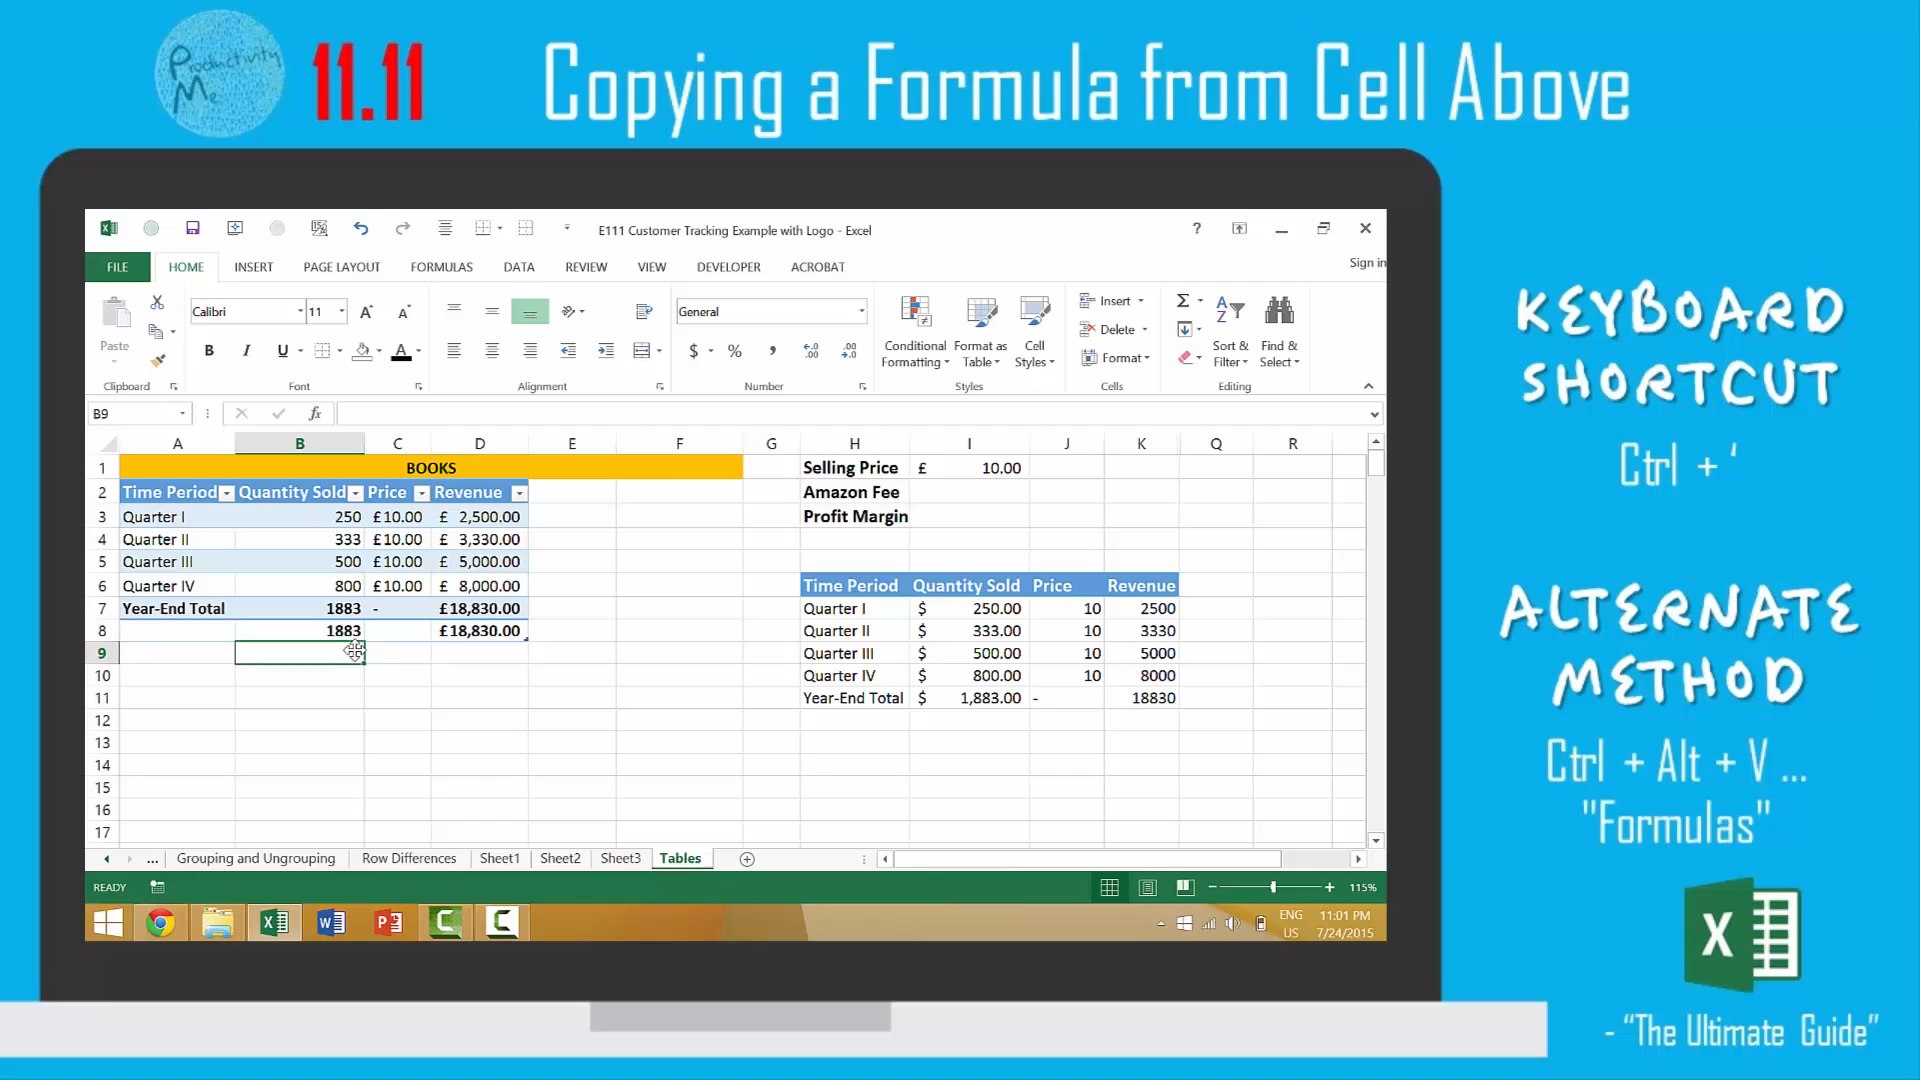 Productivity
Me
11.11
Copying a Formula from Cell Above
E111 Customer Tracking Example with Logo - Excel
?
FILE HOME INSERT PAGE LAYOUT FORMULAS DATA REVIEW VIEW DEVELOPER ACROBAT
Sign in
Paste
Calibri 11
B I U
General
$ % ,
Conditional Formatting
Format as Table
Cell Styles
Insert
Delete
Format
Sort & Filter
Find & Select
Clipboard Font Alignment Number Styles Cells Editing
B9 fx
A B C D E F G H I J K Q R
1 BOOKS Selling Price £ 10.00
2 Time Period Quantity Sold Price Revenue Amazon Fee
3 Quarter I 250 £10.00 £ 2,500.00 Profit Margin
4 Quarter II 333 £10.00 £ 3,330.00
5 Quarter III 500 £10.00 £ 5,000.00
6 Quarter IV 800 £10.00 £ 8,000.00 Time Period Quantity Sold Price Revenue
7 Year-End Total 1883 - £18,830.00 Quarter I $ 250.00 10 2500
8 1883 £18,830.00 Quarter II $ 333.00 10 3330
9 Quarter III $ 500.00 10 5000
10 Quarter IV $ 800.00 10 8000
11 Year-End Total $ 1,883.00 - 18830
12
13
14
15
16
17
... Grouping and Ungrouping Row Differences Sheet1 Sheet2 Sheet3 Tables
READY 115%
ENG 11:01 PM
US 7/24/2015
KEYBOARD
SHORTCUT
Ctrl + '
ALTERNATE
METHOD
Ctrl + Alt + V ...
"Formulas"
- "The Ultimate Guide"